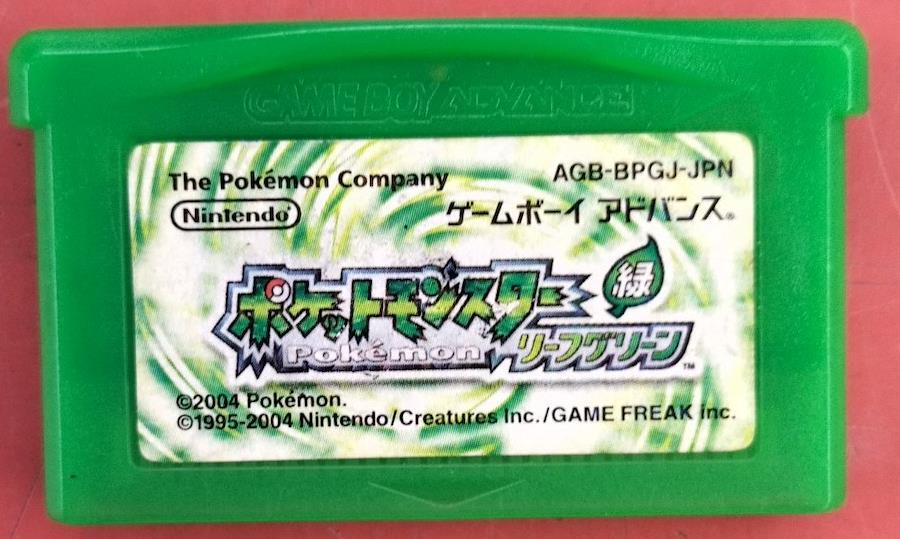 GAME BOY ADVANCE
The Pokémon Company
AGB-BPGJ-JPN
Nintendo
ゲームボーイ アドバンス®
ポケットモンスター
緑
Pokémon
リーフグリーン™
©2004 Pokémon.
©1995-2004 Nintendo/Creatures Inc./GAME FREAK inc.